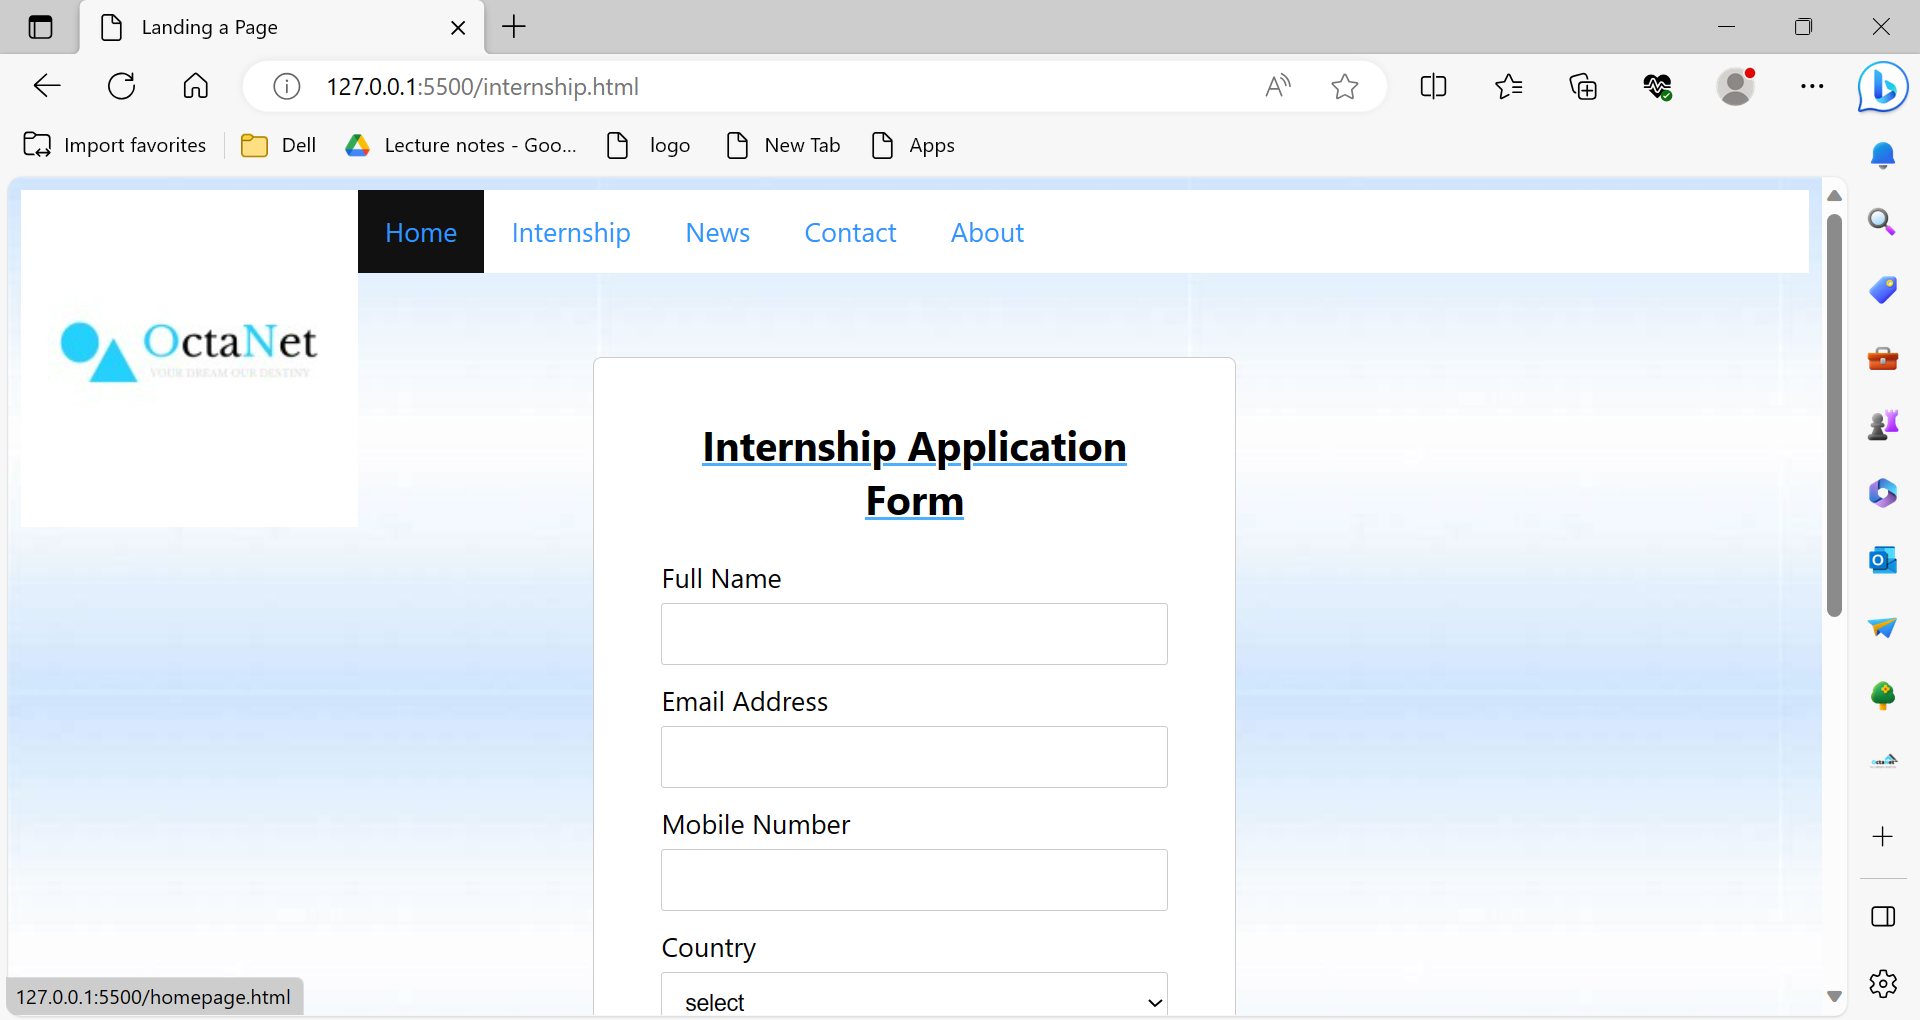 Landing a Page
127.0.0.1:5500/internship.html
Import favorites
Dell
Lecture notes - Goo...
logo
New Tab
Apps
Home
Internship
News
Contact
About
OctaNet
YOUR DREAM OUR DESTINY
Internship Application
Form
Full Name
Email Address
Mobile Number
Country
select
127.0.0.1:5500/homepage.html